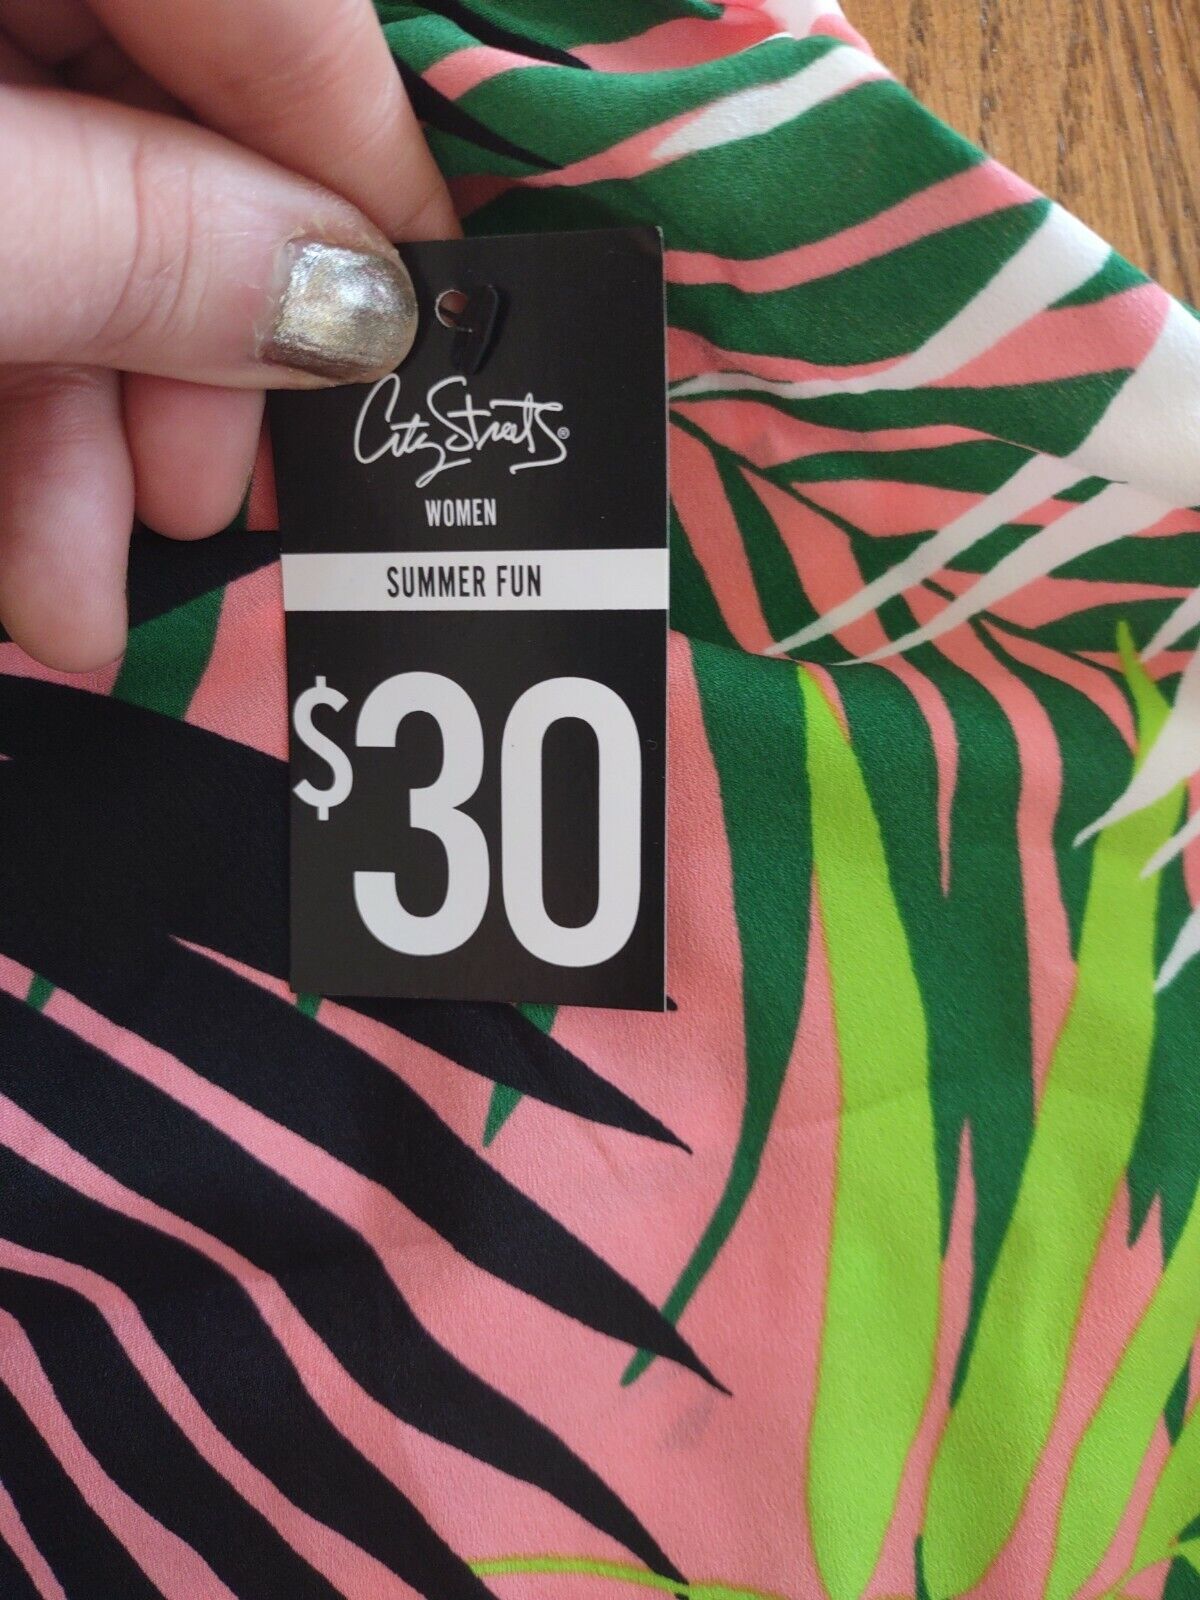 City Streets®
WOMEN
SUMMER FUN
$30